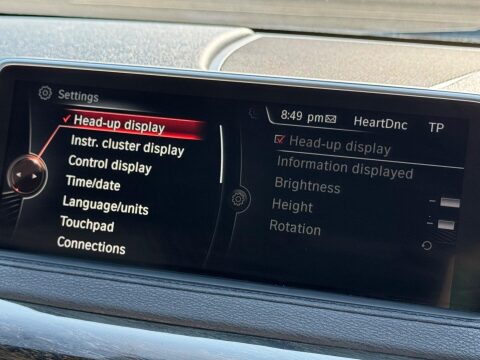 Settings
Head-up display
Instr. cluster display
Control display
Time/date
Language/units
Touchpad
Connections
8:49 pm HeartDnc TP
Head-up display
Information displayed
Brightness
Height
Rotation